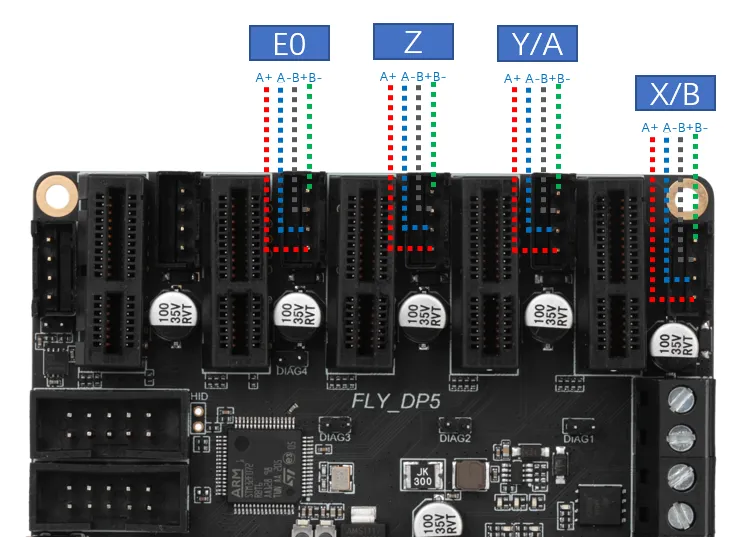 E0
Z
Y/A
X/B
A+ A-B+B-
A+ A-B+B-
A+ A-B+B-
A+ A-B+B-
100
35V
RVT
100
35V
RVT
100
35V
RVT
100
35V
RVT
100
35V
RVT
DIAG4
FLY_DP5
HID
DIAG3
DIAG2
DIAG1
ARM
JK
300
100
35V
RVT